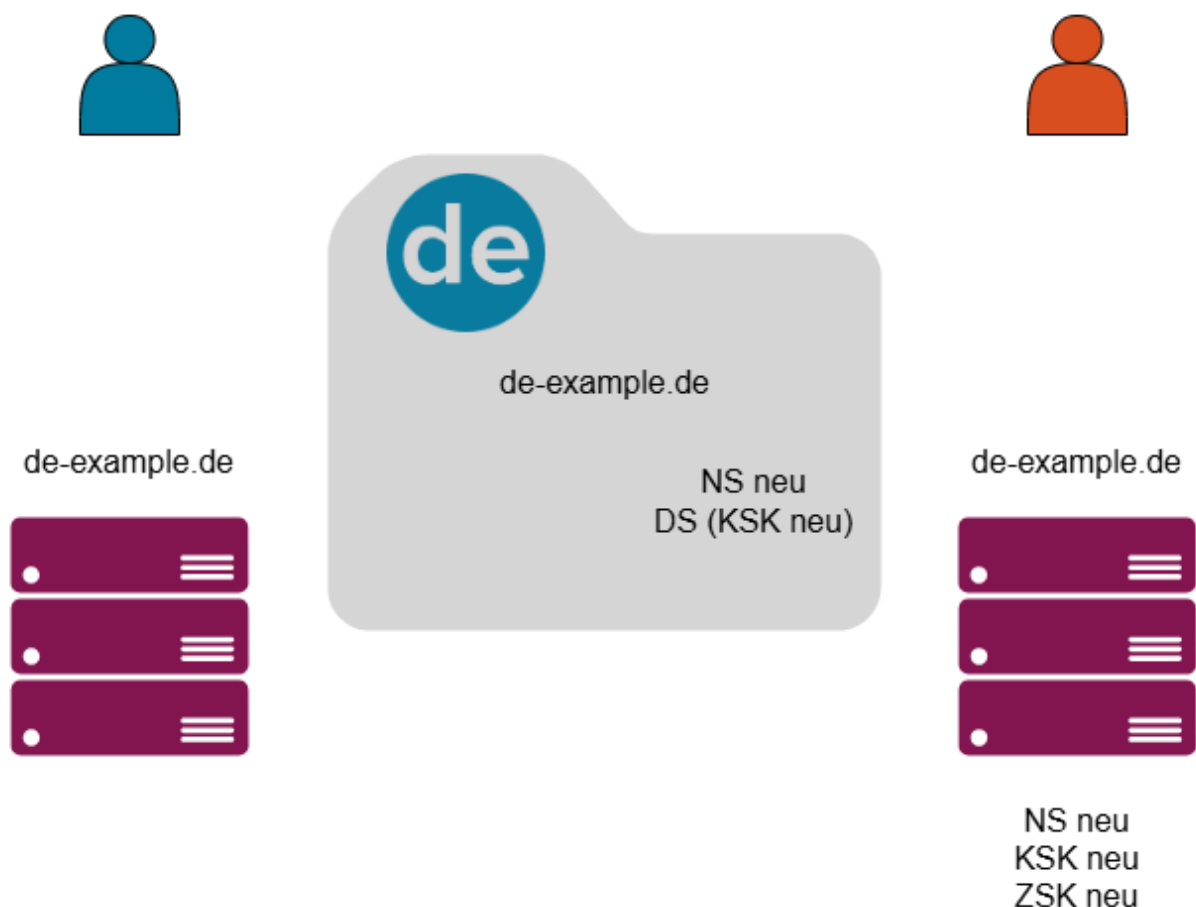 de
de-example.de
de-example.de
de-example.de
NS neu
DS (KSK neu)
NS neu
KSK neu
ZSK neu